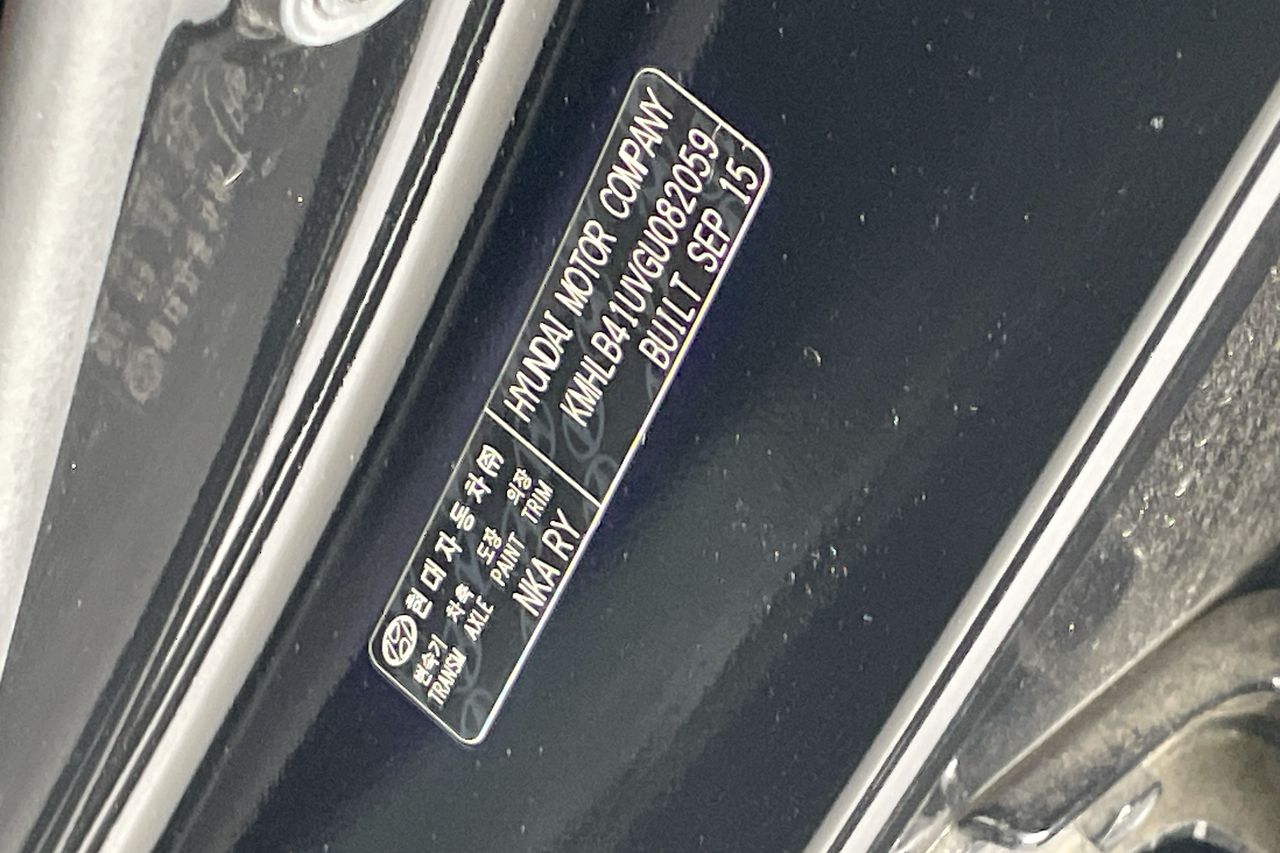 현대자동차㈜
변속기 차축 도장 의장
TRANSM AXLE PAINT TRIM
NKA RY
HYUNDAI MOTOR COMPANY
KMHLB41UVGU082059
BUILT SEP 15